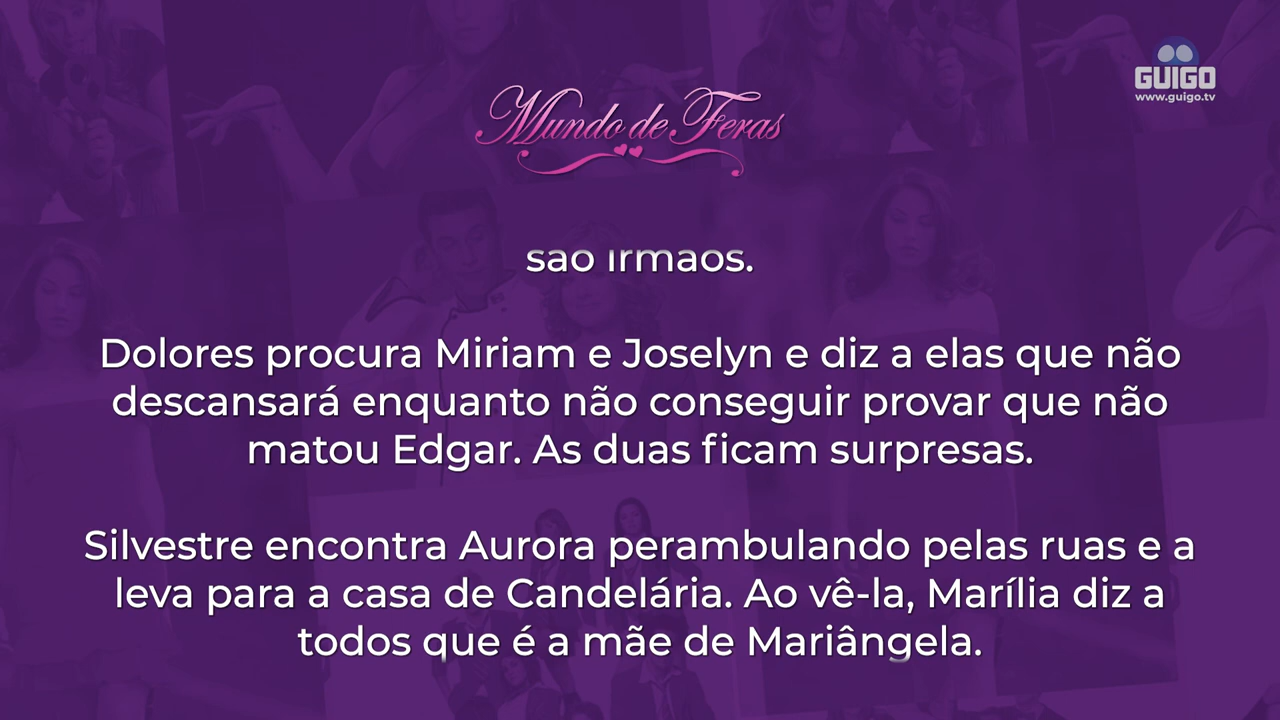 GUIGO
www.guigo.tv
Mundo de Feras
são irmãos.
Dolores procura Miriam e Joselyn e diz a elas que não
descansará enquanto não conseguir provar que não
matou Edgar. As duas ficam surpresas.
Silvestre encontra Aurora perambulando pelas ruas e a
leva para a casa de Candelária. Ao vê-la, Marília diz a
todos que é a mãe de Mariângela.